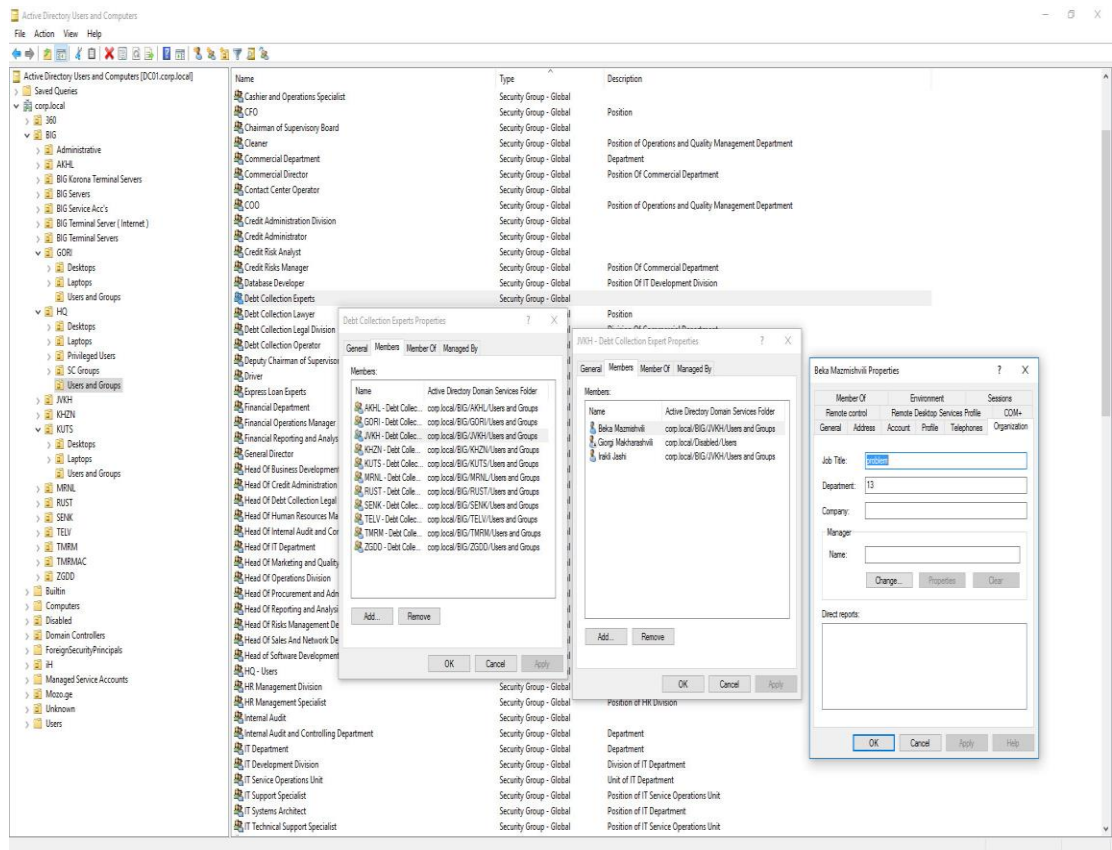 Active Directory Users and Computers
File Action View Help
Active Directory Users and Computers [DC01.corp.local]
Saved Queries
corp.local
360
BIG
Administrative
AKHL
BIG Korona Terminal Servers
BIG Servers
BIG Service Acc's
BIG Terminal Server ( Internet )
BIG Terminal Servers
GORI
Desktops
Laptops
Users and Groups
HQ
Desktops
Laptops
Privileged Users
SC Groups
Users and Groups
JVKH
KHZN
KUTS
Desktops
Laptops
Users and Groups
MRNL
RUST
SENK
TELV
TMRM
TMRMAC
ZGDD
Builtin
Computers
Disabled
Domain Controllers
ForeignSecurityPrincipals
iH
Managed Service Accounts
Mozo.ge
Unknown
Users
Name Type Description
Cashier and Operations Specialist Security Group - Global
CFO Security Group - Global Position
Chairman of Supervisory Board Security Group - Global
Cleaner Security Group - Global Position of Operations and Quality Management Department
Commercial Department Security Group - Global Department
Commercial Director Security Group - Global Position Of Commercial Department
Contact Center Operator Security Group - Global
COO Security Group - Global Position of Operations and Quality Management Department
Credit Administration Division Security Group - Global
Credit Administrator Security Group - Global
Credit Risk Analyst Security Group - Global
Credit Risks Manager Security Group - Global Position Of Commercial Department
Database Developer Security Group - Global Position Of IT Development Division
Debt Collection Experts Security Group - Global
Debt Collection Lawyer Position
Debt Collection Legal Division
Debt Collection Operator
Deputy Chairman of Supervisor
Driver
Express Loan Experts
Financial Department
Financial Operations Manager
Financial Reporting and Analys
General Director
Head Of Business Development
Head Of Credit Administration
Head Of Debt Collection Legal
Head Of Human Resources Ma
Head Of Internal Audit and Cor
Head Of IT Department
Head Of Marketing and Quality
Head Of Operations Division
Head Of Procurement and Adn
Head Of Reporting and Analysi
Head Of Risks Management De
Head Of Sales And Network De
Head of Software Development
HQ - Users
HR Management Division Security Group - Global
HR Management Specialist Security Group - Global Position of HR Division
Internal Audit Security Group - Global
Internal Audit and Controlling Department Security Group - Global Department
IT Department Security Group - Global Department
IT Development Division Security Group - Global Division of IT Department
IT Service Operations Unit Security Group - Global Unit of IT Department
IT Support Specialist Security Group - Global Position of IT Service Operations Unit
IT Systems Architect Security Group - Global Position of IT Department
IT Technical Support Specialist Security Group - Global Position of IT Service Operations Unit
Debt Collection Experts Properties ? X
General Members Member Of Managed By
Members:
Name Active Directory Domain Services Folder
AKHL - Debt Collec... corp.local/BIG/AKHL/Users and Groups
GORI - Debt Collec... corp.local/BIG/GORI/Users and Groups
JVKH - Debt Collec... corp.local/BIG/JVKH/Users and Groups
KHZN - Debt Colle... corp.local/BIG/KHZN/Users and Groups
KUTS - Debt Collec... corp.local/BIG/KUTS/Users and Groups
MRNL - Debt Colle... corp.local/BIG/MRNL/Users and Groups
RUST - Debt Collec... corp.local/BIG/RUST/Users and Groups
SENK - Debt Collec... corp.local/BIG/SENK/Users and Groups
TELV - Debt Collec... corp.local/BIG/TELV/Users and Groups
TMRM - Debt Colle... corp.local/BIG/TMRM/Users and Groups
ZGDD - Debt Colle... corp.local/BIG/ZGDD/Users and Groups
Add... Remove
OK Cancel Apply
JVKH - Debt Collection Expert Properties ? X
General Members Member Of Managed By
Members:
Name Active Directory Domain Services Folder
Beka Mazmishvili corp.local/BIG/JVKH/Users and Groups
Giorgi Makharashvili corp.local/Disabled/Users
Irakli Jashi corp.local/BIG/JVKH/Users and Groups
Add... Remove
OK Cancel Apply
Beka Mazmishvili Properties ? X
Member Of Environment Sessions
Remote control Remote Desktop Services Profile COM+
General Address Account Profile Telephones Organization
Job Title: problem
Department: 13
Company:
Manager
Name:
Change... Properties Clear
Direct reports:
OK Cancel Apply Help